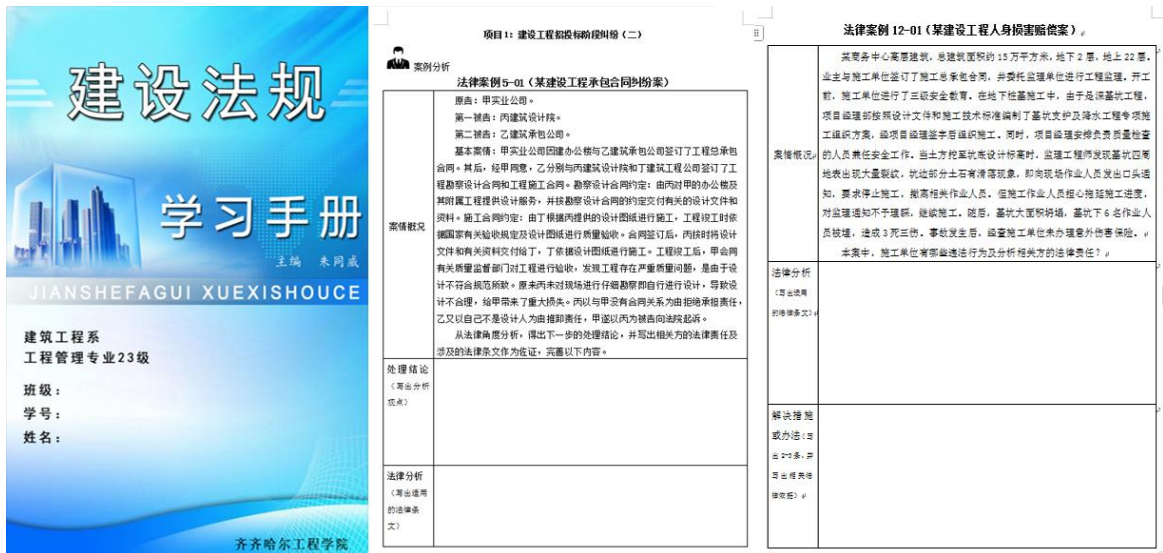 建设法规
学习手册
主编 朱同威
JIANSHEFAGUI XUEXISHOUCE
建筑工程系
工程管理专业23级
班级：
学号：
姓名：
齐齐哈尔工程学院
项目1：建设工程招投标阶段纠纷（二）
案例分析
法律案例5-01（某建设工程承包合同纠纷案）
案情概况
原告：甲实业公司。
第一被告：丙建筑设计院。
第二被告：乙建筑承包公司。
基本案情：甲实业公司因建办公楼与乙建筑承包公司签订了工程总承包
合同。其后，经甲同意，乙分别与丙建筑设计院和丁建筑工程公司签订了工
程勘察设计合同和工程施工合同。勘察设计合同约定：由丙对甲的办公楼及
其附属工程提供设计服务，并按勘察设计合同的约定交付有关的设计文件和
资料。施工合同约定：由丁根据丙提供的设计图纸进行施工，工程竣工时依
据国家有关验收规定及设计图纸进行质量验收。合同签订后，丙按时将设计
文件和有关资料交付给丁，丁依据设计图纸进行施工。工程竣工后，甲会同
有关质量监督部门对工程进行验收，发现工程存在严重质量问题，是由于设
计不符合规范所致。原来丙未对现场进行仔细勘察即自行进行设计，导致设
计不合理，给甲带来了重大损失。丙以与甲没有合同关系为由拒绝承担责任，
乙又以自己不是设计人为由推卸责任，甲遂以丙为被告向法院起诉。
从法律角度分析，得出下一步的处理结论，并写出相关方的法律责任及
涉及的法律条文作为佐证，完善以下内容。
处理结论
（写出分析
观点）
法律分析
（写出适用
的法律条
文）
法律案例 12-01（某建设工程人身损害赔偿案）
案情概况
某商务中心高层建筑，总建筑面积约15万平方米，地下2层，地上22层。
业主与施工单位签订了施工总承包合同，并委托监理单位进行工程监理。开工
前，施工单位进行了三级安全教育。在地下桩基施工中，由于是深基坑工程，
项目经理部按照设计文件和施工技术标准编制了基坑支护及降水工程专项施
工组织方案，经项目经理签字后组织施工。同时，项目经理安排负责质量检查
的人员兼任安全工作。当土方挖至坑底设计标高时，监理工程师发现基坑四周
地表出现大量裂纹，坑边部分土石有滑落现象，即向现场作业人员发出口头通
知，要求停止施工，撤离相关作业人员。但施工作业人员担心拖延施工进度，
对监理通知不予理睬，继续施工。随后，基坑大面积坍塌，基坑下6名作业人
员被埋，造成3死三伤。事故发生后，经查施工单位未办理意外伤害保险。
本案中，施工单位有哪些违法行为及分析相关方的法律责任？
法律分析
（写出适用
的法律条文）
解决措施
或办法（写
出2-3条，并
写出相关法
律依据）